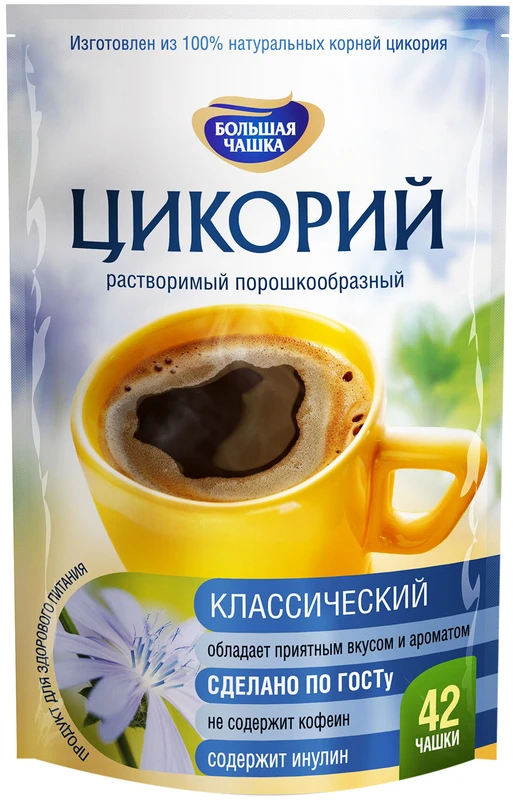 Изготовлен из 100% натуральных корней цикория
БОЛЬШАЯ
ЧАШКА
ЦИКОРИЙ
растворимый порошкообразный
ПРОДУКТ ДЛЯ ЗДОРОВОГО ПИТАНИЯ
КЛАССИЧЕСКИЙ
обладает приятным вкусом и ароматом
СДЕЛАНО ПО ГОСТу
не содержит кофеин
содержит инулин
42
ЧАШКИ